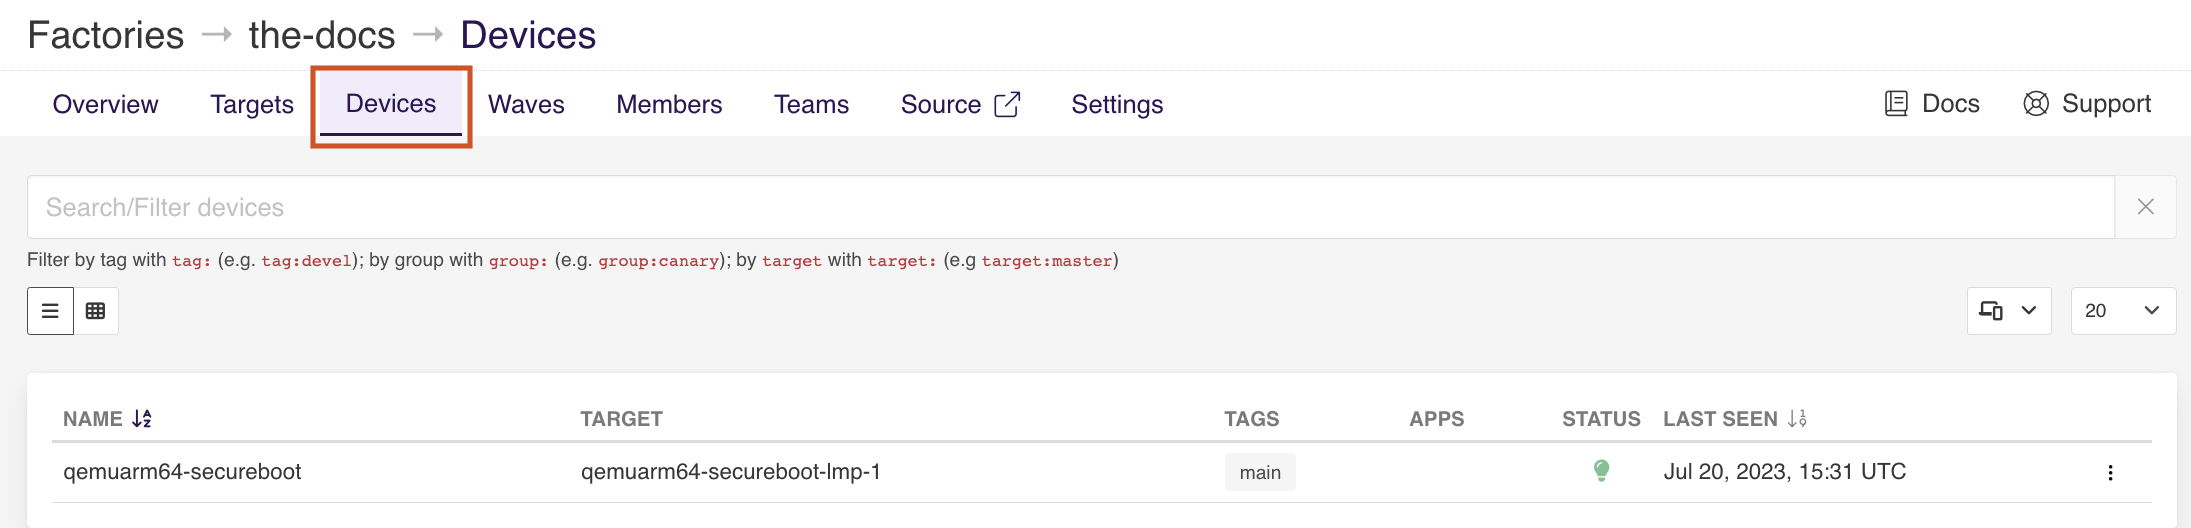 Factories → the-docs → Devices
Overview Targets Devices Waves Members Teams Source Settings Docs Support
Search/Filter devices
Filter by tag with tag: (e.g. tag:devel); by group with group: (e.g. group:canary); by target with target: (e.g target:master)
20
NAME TARGET TAGS APPS STATUS LAST SEEN
qemuarm64-secureboot qemuarm64-secureboot-lmp-1 main Jul 20, 2023, 15:31 UTC